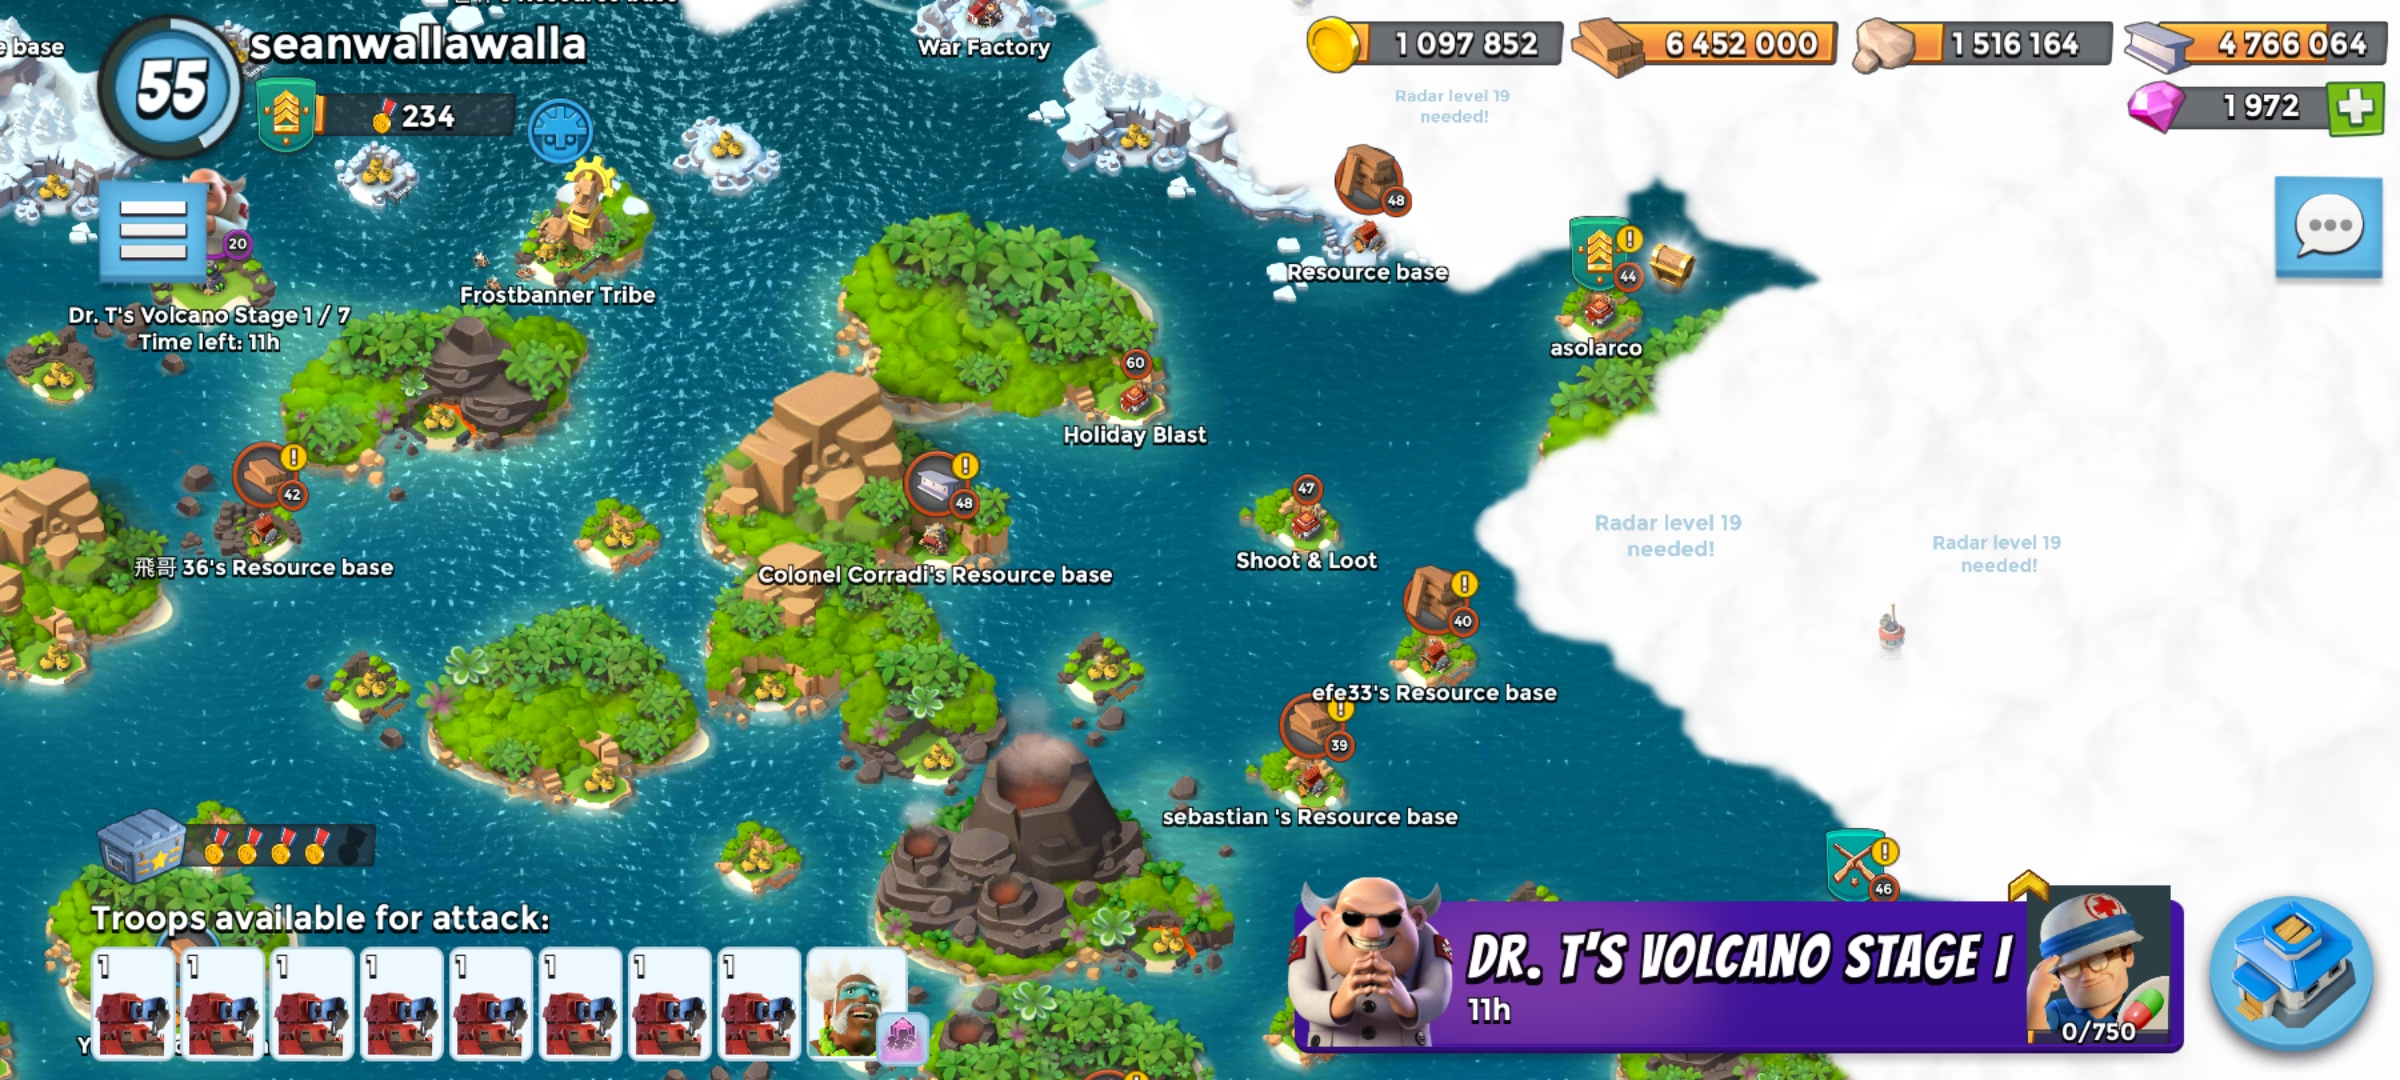 e base
seanwallawalla
55
234
War Factory
1 097 852
6 452 000
1 516 164
4 766 064
1 972
Radar level 19
needed!
48
Resource base
44
asolarco
20
Dr. T's Volcano Stage 1 / 7
Time left: 11h
Frostbanner Tribe
60
Holiday Blast
42
飛哥 36's Resource base
48
Colonel Corradi's Resource base
47
Shoot & Loot
Radar level 19
needed!
Radar level 19
needed!
40
efe33's Resource base
39
sebastian 's Resource base
46
Troops available for attack:
1
1
1
1
1
1
1
1
DR. T'S VOLCANO STAGE I
11h
0/750